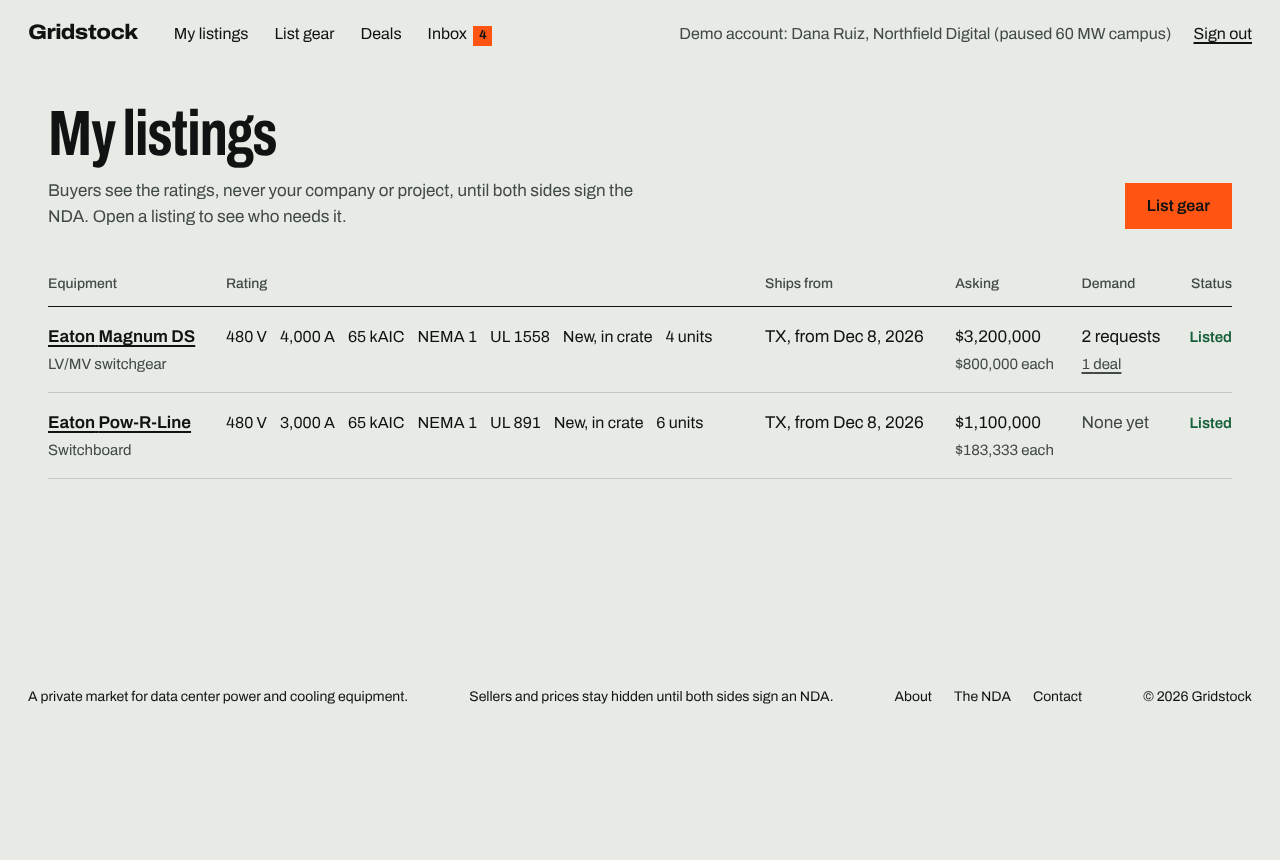 Gridstock My listings List gear Deals Inbox 4 Demo account: Dana Ruiz, Northfield Digital (paused 60 MW campus) Sign out
My listings
Buyers see the ratings, never your company or project, until both sides sign the
NDA. Open a listing to see who needs it.
List gear
Equipment Rating Ships from Asking Demand Status
Eaton Magnum DS 480 V 4,000 A 65 kAIC NEMA 1 UL 1558 New, in crate 4 units TX, from Dec 8, 2026 $3,200,000 2 requests Listed
LV/MV switchgear $800,000 each 1 deal
Eaton Pow-R-Line 480 V 3,000 A 65 kAIC NEMA 1 UL 891 New, in crate 6 units TX, from Dec 8, 2026 $1,100,000 None yet Listed
Switchboard $183,333 each
A private market for data center power and cooling equipment. Sellers and prices stay hidden until both sides sign an NDA. About The NDA Contact © 2026 Gridstock